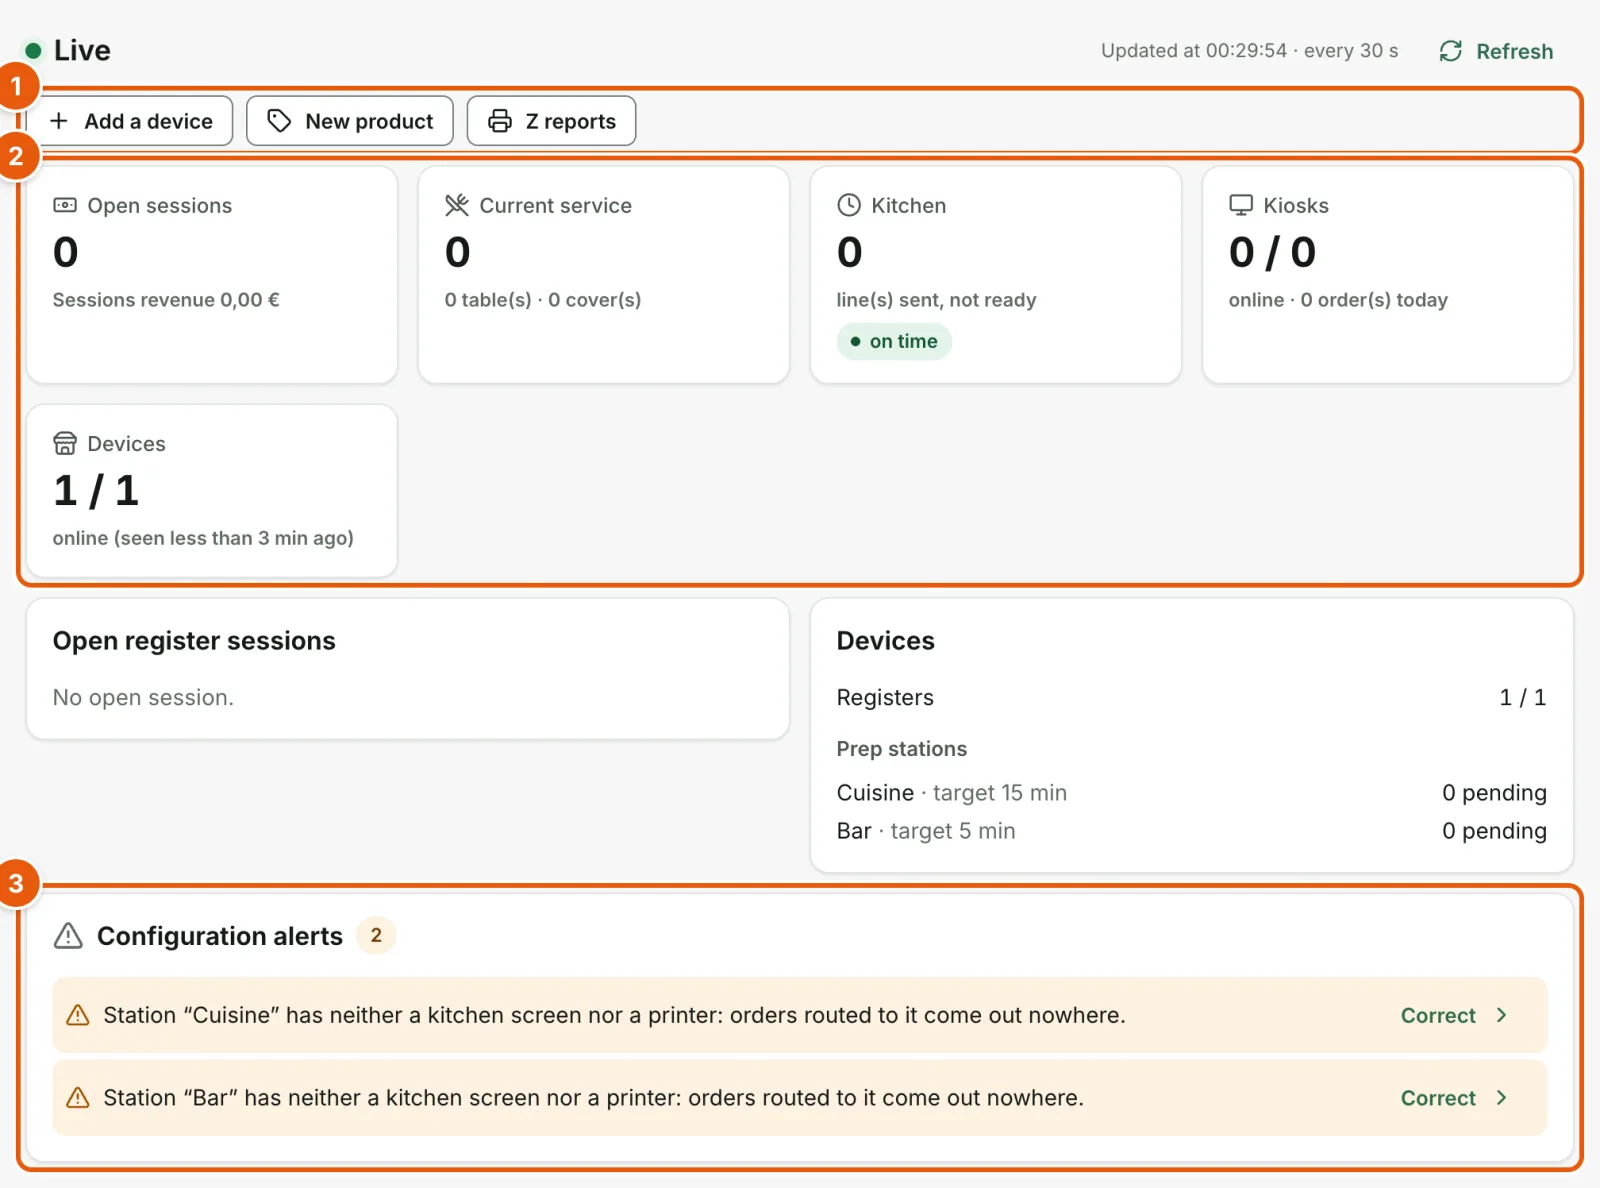 Live
Updated at 00:29:54 · every 30 s
Refresh
1
Add a device
New product
Z reports
2
Open sessions
0
Sessions revenue 0,00 €
Current service
0
0 table(s) · 0 cover(s)
Kitchen
0
line(s) sent, not ready
on time
Kiosks
0 / 0
online · 0 order(s) today
Devices
1 / 1
online (seen less than 3 min ago)
Open register sessions
No open session.
Devices
Registers 1 / 1
Prep stations
Cuisine · target 15 min 0 pending
Bar · target 5 min 0 pending
3
Configuration alerts 2
Station “Cuisine” has neither a kitchen screen nor a printer: orders routed to it come out nowhere. Correct
Station “Bar” has neither a kitchen screen nor a printer: orders routed to it come out nowhere. Correct